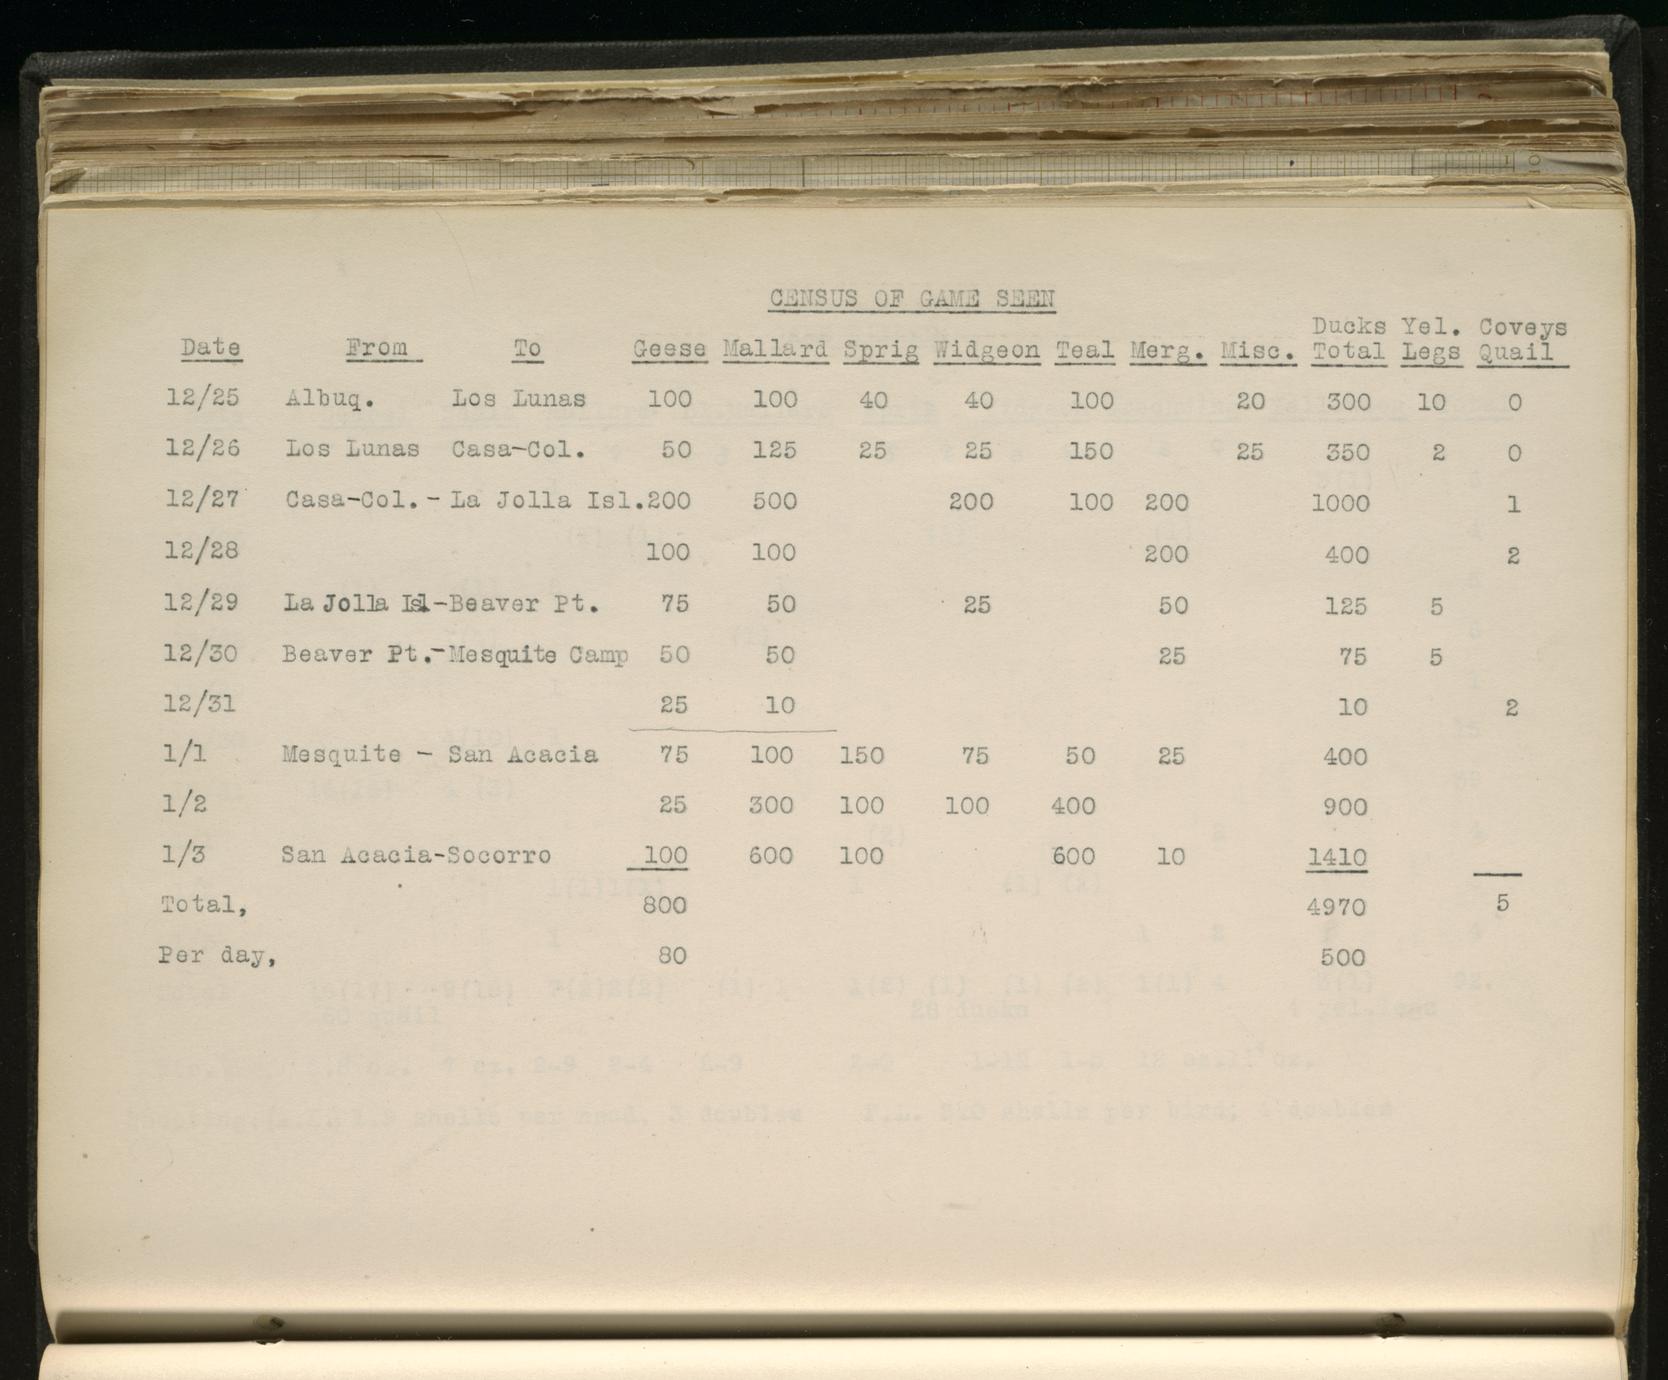 CENSUS OF GAME SEEN
Ducks Yel. Coveys
Date From To Geese Mallard Sprig Widgeon Teal Merg. Misc. Total Legs Quail
12/25 Albuq. Los Lunas 100 100 40 40 100 20 300 10 0
12/26 Los Lunas Casa-Col. 50 125 25 25 150 25 350 2 0
12/27 Casa-Col. - La Jolla Isl. 200 500 200 100 200 1000 1
12/28 100 100 200 400 2
12/29 La Jolla Isl-Beaver Pt. 75 50 25 50 125 5
12/30 Beaver Pt.-Mesquite Camp 50 50 25 75 5
12/31 25 10 10 2
1/1 Mesquite - San Acacia 75 100 150 75 50 25 400
1/2 25 300 100 100 400 900
1/3 San Acacia-Socorro 100 600 100 600 10 1410
Total, 800 4970 5
Per day, 80 500